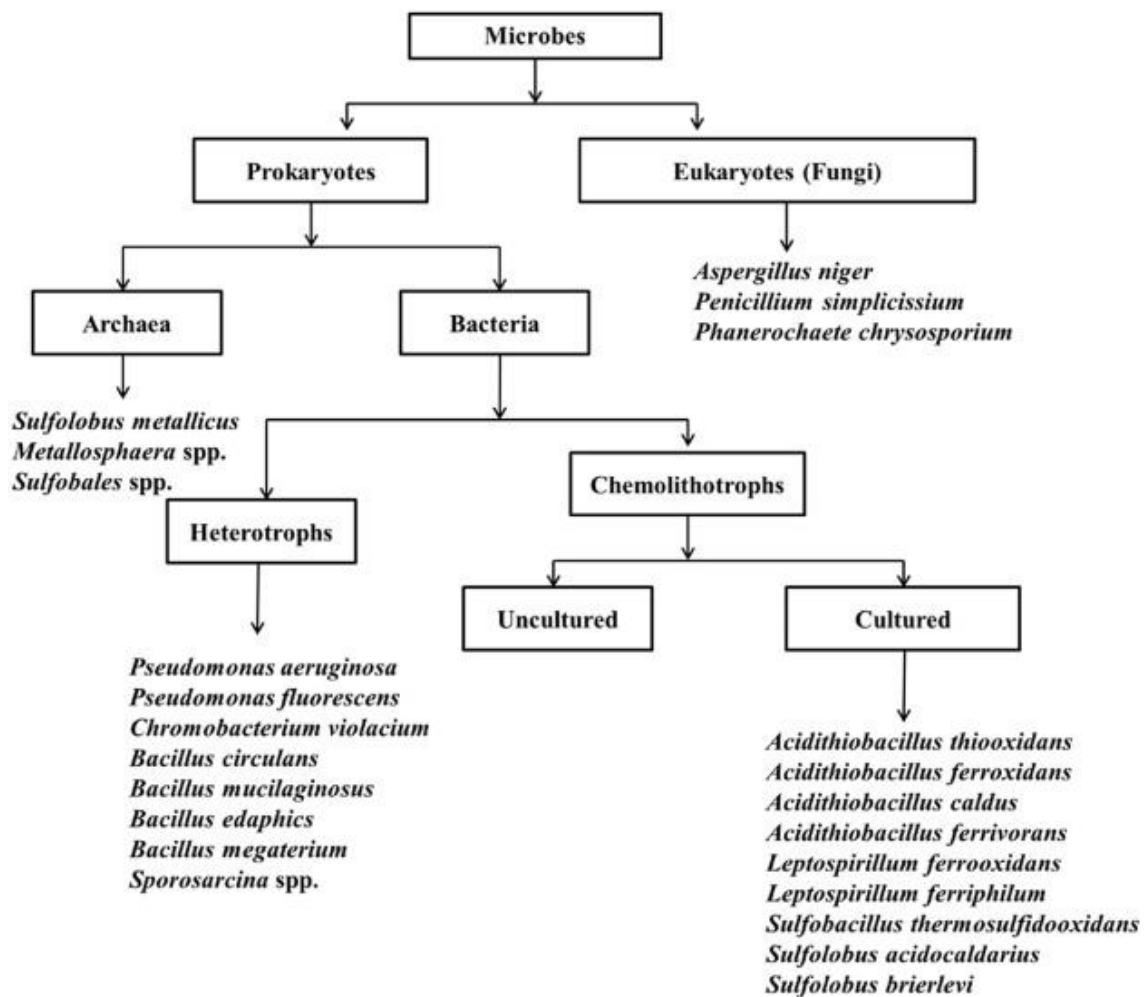 Microbes
Prokaryotes
Eukaryotes (Fungi)
Aspergillus niger
Penicillium simplicissium
Phanerochaete chrysosporium
Archaea
Bacteria
Sulfolobus metallicus
Metallosphaera spp.
Sulfobales spp.
Heterotrophs
Chemolithotrophs
Uncultured
Cultured
Pseudomonas aeruginosa
Pseudomonas fluorescens
Chromobacterium violacium
Bacillus circulans
Bacillus mucilaginosus
Bacillus edaphics
Bacillus megaterium
Sporosarcina spp.
Acidithiobacillus thiooxidans
Acidithiobacillus ferroxidans
Acidithiobacillus caldus
Acidithiobacillus ferrivorans
Leptospirillum ferrooxidans
Leptospirillum ferriphilum
Sulfobacillus thermosulfidooxidans
Sulfolobus acidocaldarius
Sulfolobus brierlevi